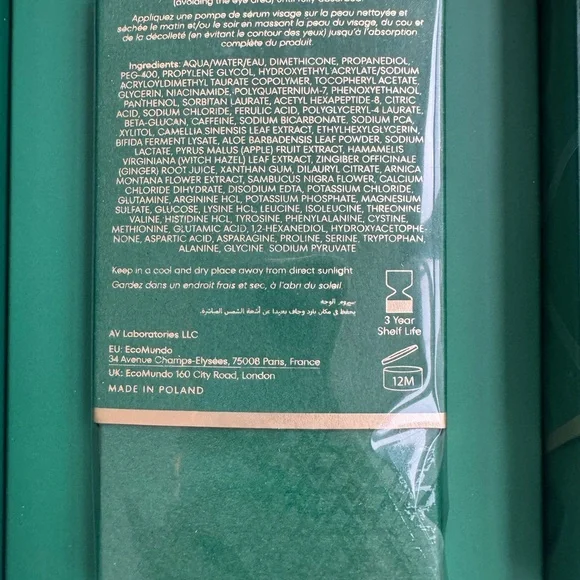 (avoiding the eye area) until fully absorbed.
Appliquez une pompe de sérum visage sur la peau nettoyée et
séchée le matin et/ou le soir en massant la peau du visage, du cou et
de la décolleté (en évitant le contour des yeux) jusqu'à l'absorption
complète du produit.
Ingredients: AQUA/WATER/EAU, DIMETHICONE, PROPANEDIOL,
PEG-400, PROPYLENE GLYCOL, HYDROXYETHYL ACRYLATE/SODIUM
ACRYLOYLDIMETHYL TAURATE COPOLYMER, TOCOPHERYL ACETATE,
GLYCERIN, NIACINAMIDE, POLYQUATERNIUM-7, PHENOXYETHANOL,
PANTHENOL, SORBITAN LAURATE, ACETYL HEXAPEPTIDE-8, CITRIC
ACID, SODIUM CHLORIDE, FERULIC ACID, POLYGLYCERYL-4 LAURATE,
BETA-GLUCAN, CAFFEINE, SODIUM BICARBONATE, SODIUM PCA,
XYLITOL, CAMELLIA SINENSIS LEAF EXTRACT, ETHYLHEXYLGLYCERIN,
BIFIDA FERMENT LYSATE, ALOE BARBADENSIS LEAF POWDER, SODIUM
LACTATE, PYRUS MALUS (APPLE) FRUIT EXTRACT, HAMAMELIS
VIRGINIANA (WITCH HAZEL) LEAF EXTRACT, ZINGIBER OFFICINALE
(GINGER) ROOT JUICE, XANTHAN GUM, DILAURYL CITRATE, ARNICA
MONTANA FLOWER EXTRACT, SAMBUCUS NIGRA FLOWER, CALCIUM
CHLORIDE DIHYDRATE, DISODIUM EDTA, POTASSIUM CHLORIDE,
GLUTAMINE, ARGININE HCL, POTASSIUM PHOSPHATE, MAGNESIUM
SULFATE, GLUCOSE, LYSINE HCL, LEUCINE, ISOLEUCINE, THREONINE
VALINE, HISTIDINE HCL, TYROSINE, PHENYLALANINE, CYSTINE,
METHIONINE, GLUTAMIC ACID, 1,2-HEXANEDIOL, HYDROXYACETOPHE-
NONE, ASPARTIC ACID, ASPARAGINE, PROLINE, SERINE, TRYPTOPHAN,
ALANINE, GLYCINE, SODIUM PYRUVATE
Keep in a cool and dry place away from direct sunlight
Gardez dans un endroit frais et sec, à l'abri du soleil
سيروم الوجه
يحفظ في مكان بارد وجاف بعيدا عن أشعة الشمس المباشرة.
3 Year
Shelf Life
AV Laboratories LLC
EU: EcoMundo
34 Avenue Champs-Elysées, 75008 Paris, France
UK: EcoMundo 160 City Road, London
MADE IN POLAND
12M